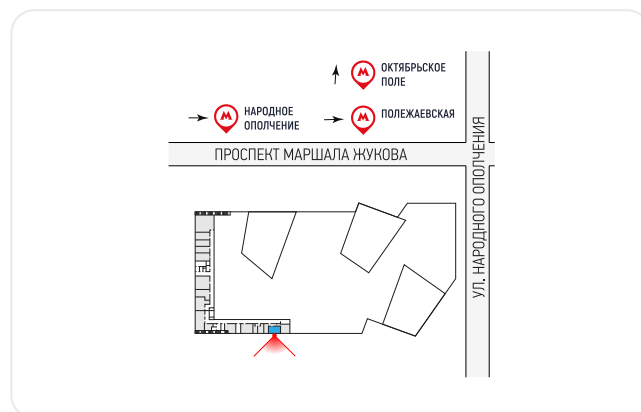 ОКТЯБРЬСКОЕ
ПОЛЕ
НАРОДНОЕ
ОПОЛЧЕНИЕ
ПОЛЕЖАЕВСКАЯ
ПРОСПЕКТ МАРШАЛА ЖУКОВА
УЛ. НАРОДНОГО ОПОЛЧЕНИЯ